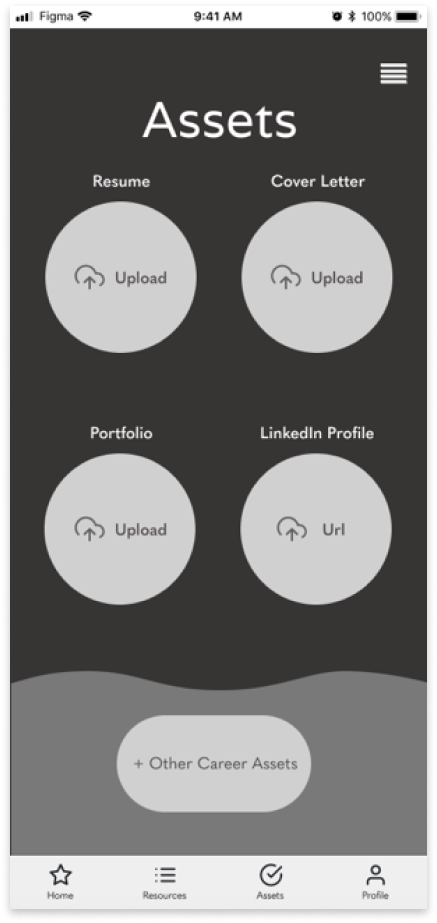 Figma 9:41 AM 100%
Assets
Resume Cover Letter
Upload Upload
Portfolio LinkedIn Profile
Upload Url
+ Other Career Assets
Home Resources Assets Profile